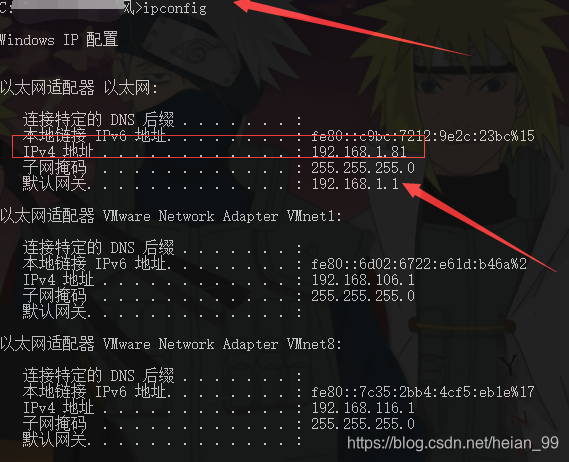 C:风>ipconfig
Windows IP 配置
以太网适配器 以太网:
连接特定的 DNS 后缀 . . . . . . . :
本地链接 IPv6 地址. . . . . . . . : fe80::c9bc:7212:9e2c:23bc%15
IPv4 地址 . . . . . . . . . . . . : 192.168.1.81
子网掩码 . . . . . . . . . . . . : 255.255.255.0
默认网关. . . . . . . . . . . . . : 192.168.1.1
以太网适配器 VMware Network Adapter VMnet1:
连接特定的 DNS 后缀 . . . . . . . :
本地链接 IPv6 地址. . . . . . . . : fe80::6d02:6722:e61d:b46a%2
IPv4 地址 . . . . . . . . . . . . : 192.168.106.1
子网掩码 . . . . . . . . . . . . : 255.255.255.0
默认网关. . . . . . . . . . . . . :
以太网适配器 VMware Network Adapter VMnet8:
连接特定的 DNS 后缀 . . . . . . . :
本地链接 IPv6 地址. . . . . . . . : fe80::7c35:2bb4:4cf5:eb1e%17
IPv4 地址 . . . . . . . . . . . . : 192.168.116.1
子网掩码 . . . . . . . . . . . . : 255.255.255.0
默认网关. . . . . . . . . . . . . :
https://blog.csdn.net/heian_99